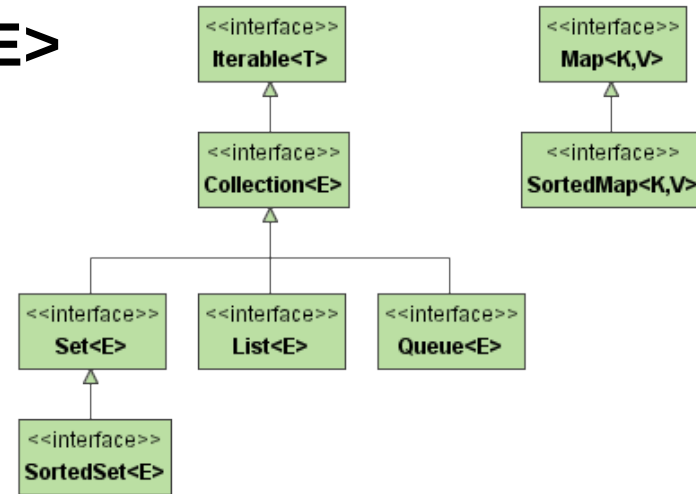 E>
<<interface>>
Iterable<T>
<<interface>>
Map<K,V>
<<interface>>
Collection<E>
<<interface>>
SortedMap<K,V>
<<interface>>
Set<E>
<<interface>>
List<E>
<<interface>>
Queue<E>
<<interface>>
SortedSet<E>